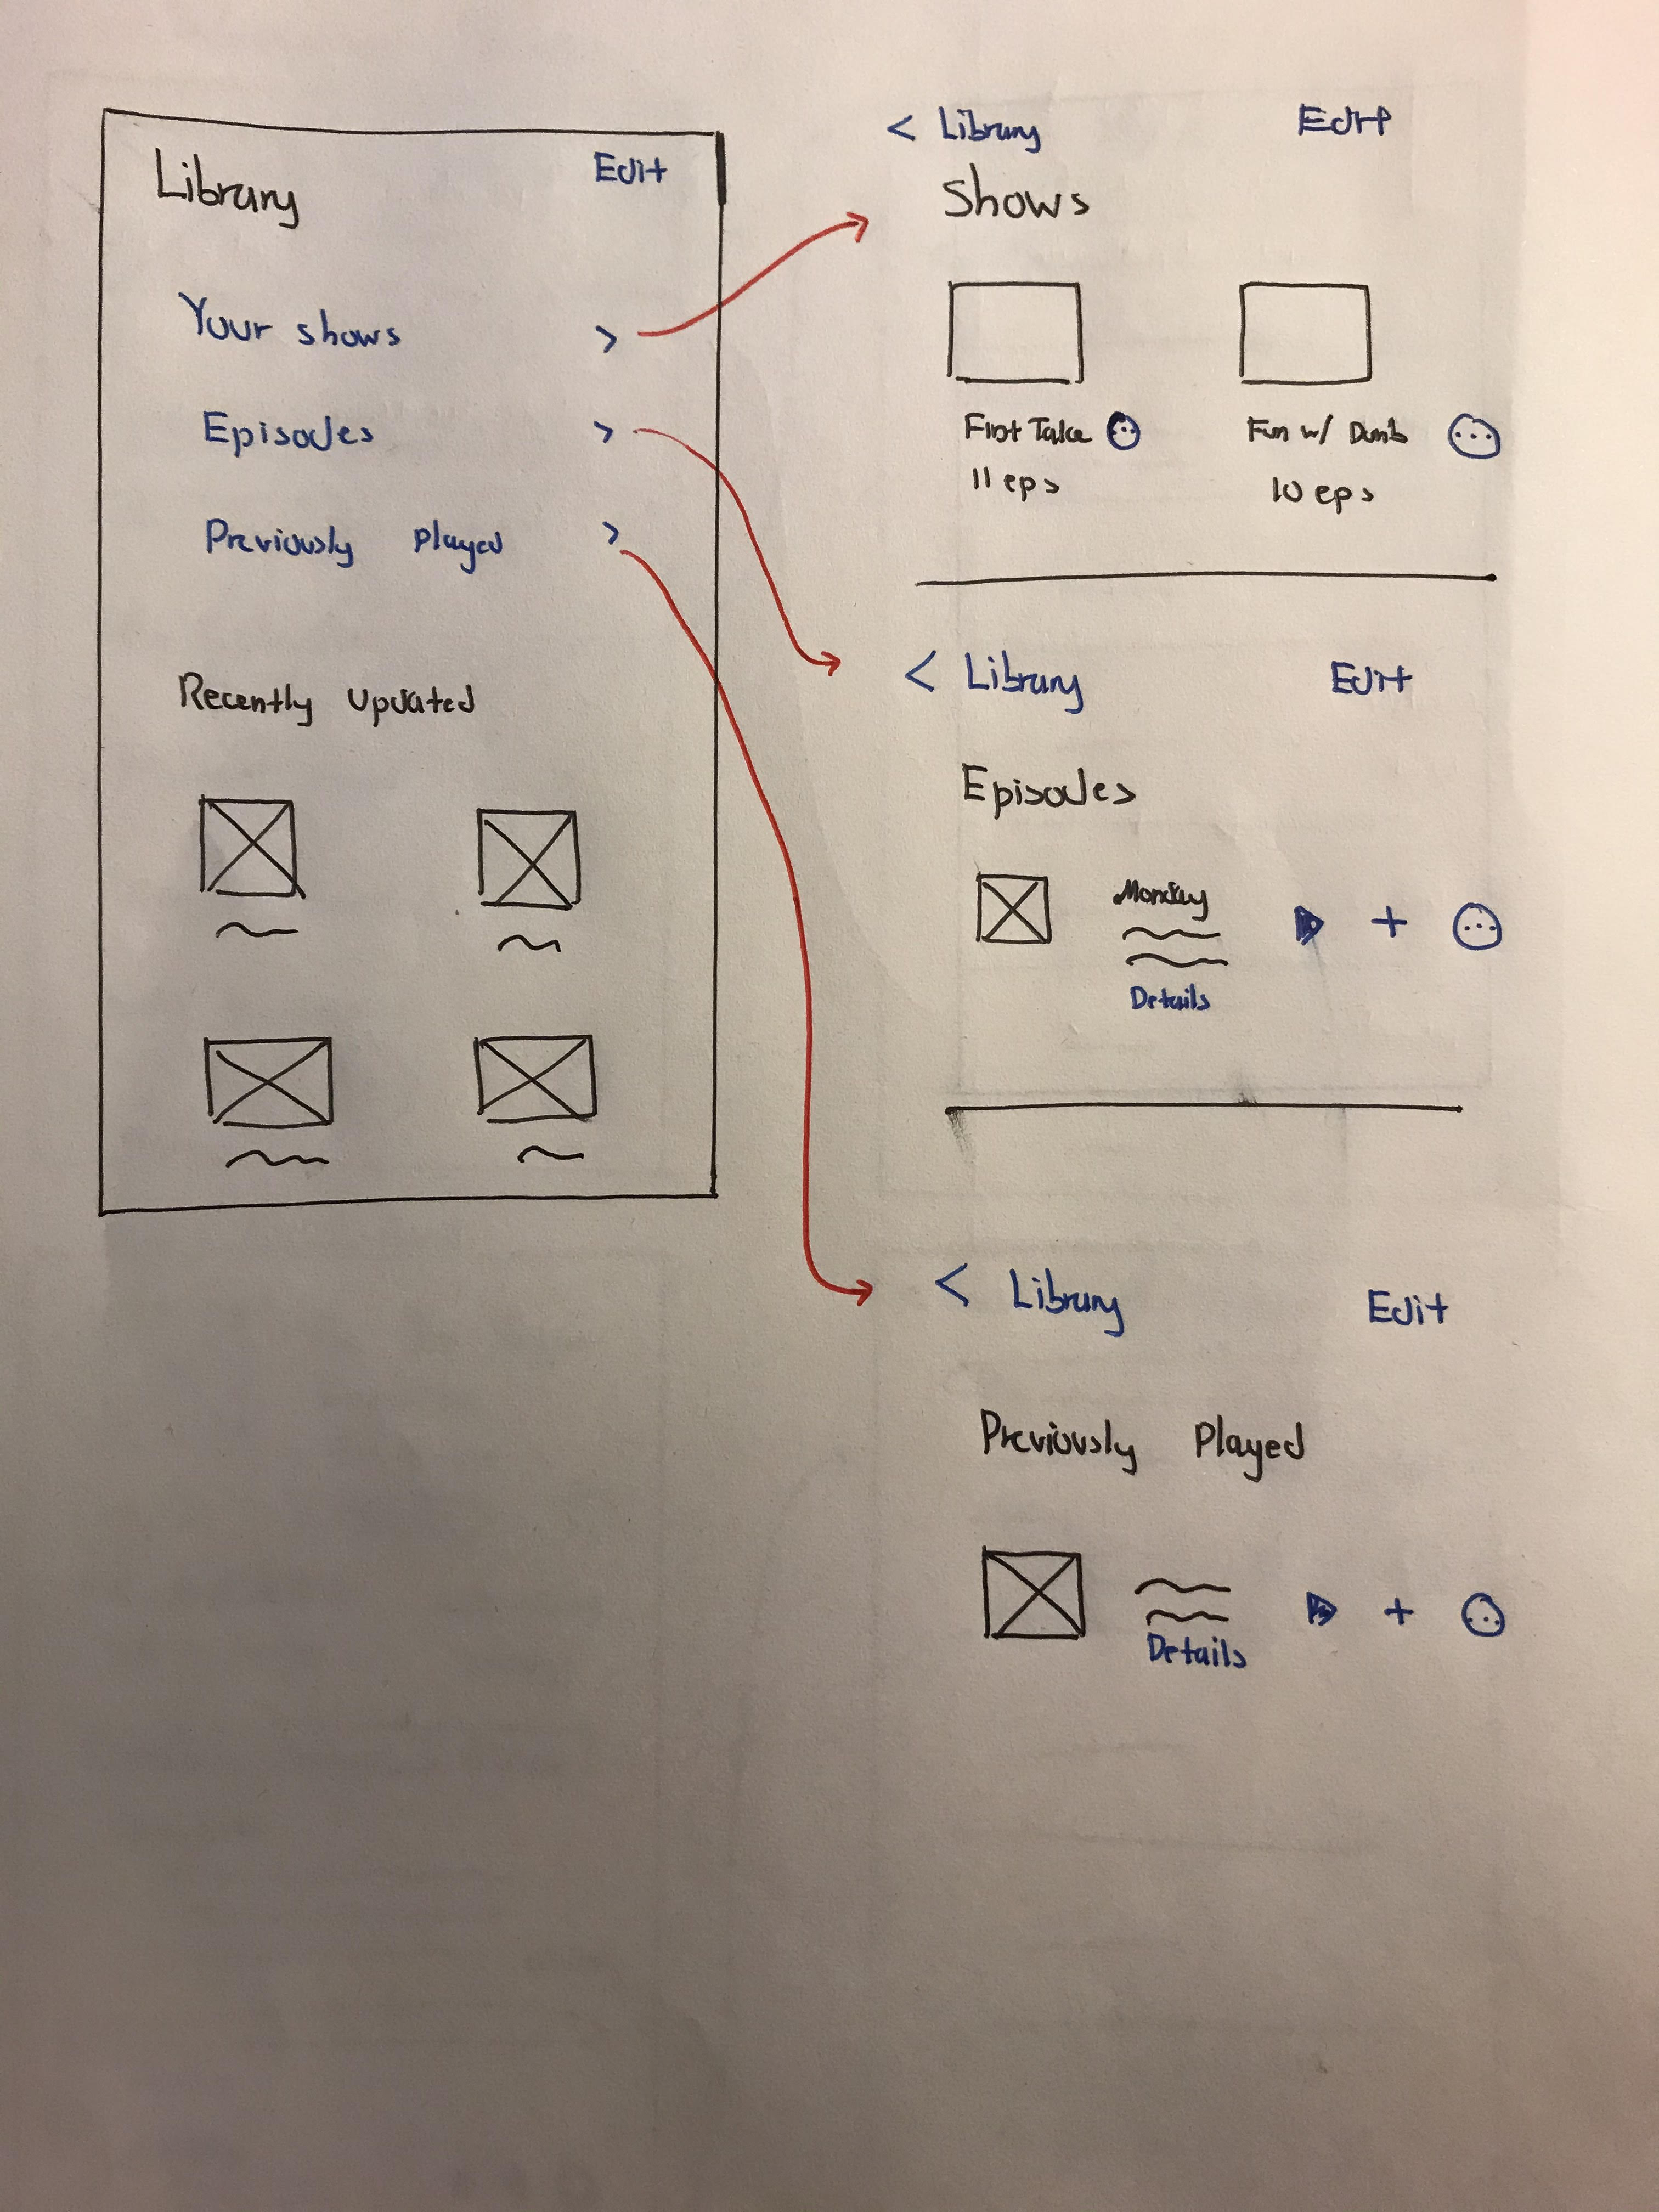 Library
Edit
Your shows >
Episodes >
Previously Played >
Recently Updated
< Library
Edit
Shows
First Take
Fun w/ Dumb
11 eps
10 eps
< Library
Edit
Episodes
Monday
+
Details
< Library
Edit
Previously Played
+
Details